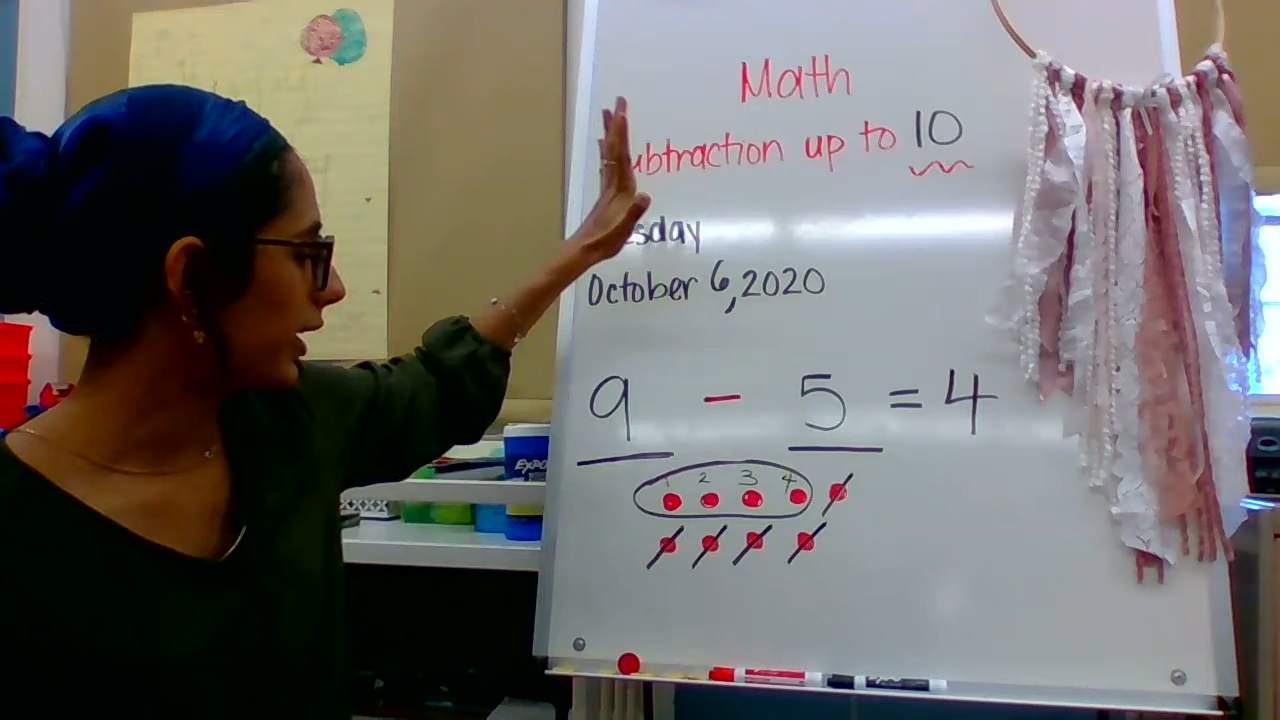 Math
ubtraction up to 10
sday
October 6, 2020
9 - 5 = 4
1 2 3 4
EXPO